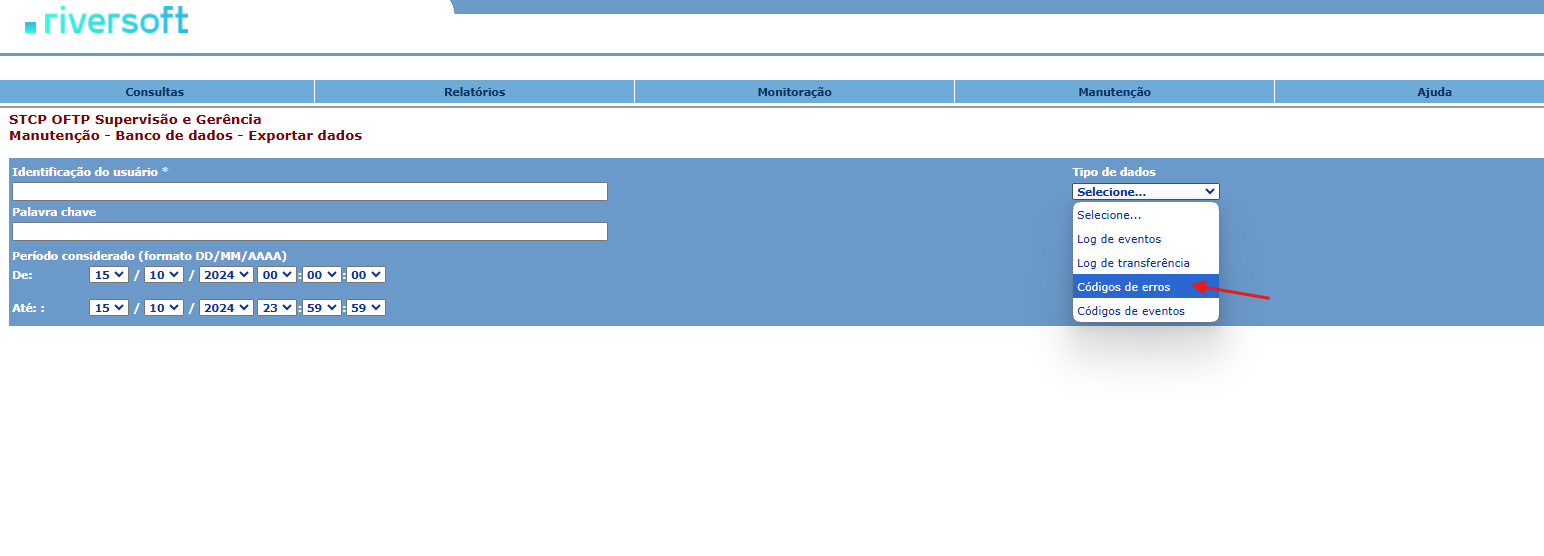 riversoft
Consultas Relatórios Monitoração Manutenção Ajuda
STCP OFTP Supervisão e Gerência
Manutenção - Banco de dados - Exportar dados
Identificação do usuário * Tipo de dados
Selecione...
Palavra chave
Selecione...
Log de eventos
Log de transferência
Códigos de erros
Códigos de eventos
Período considerado (formato DD/MM/AAAA)
De: 15 / 10 / 2024 00 : 00 : 00
Até: : 15 / 10 / 2024 23 : 59 : 59